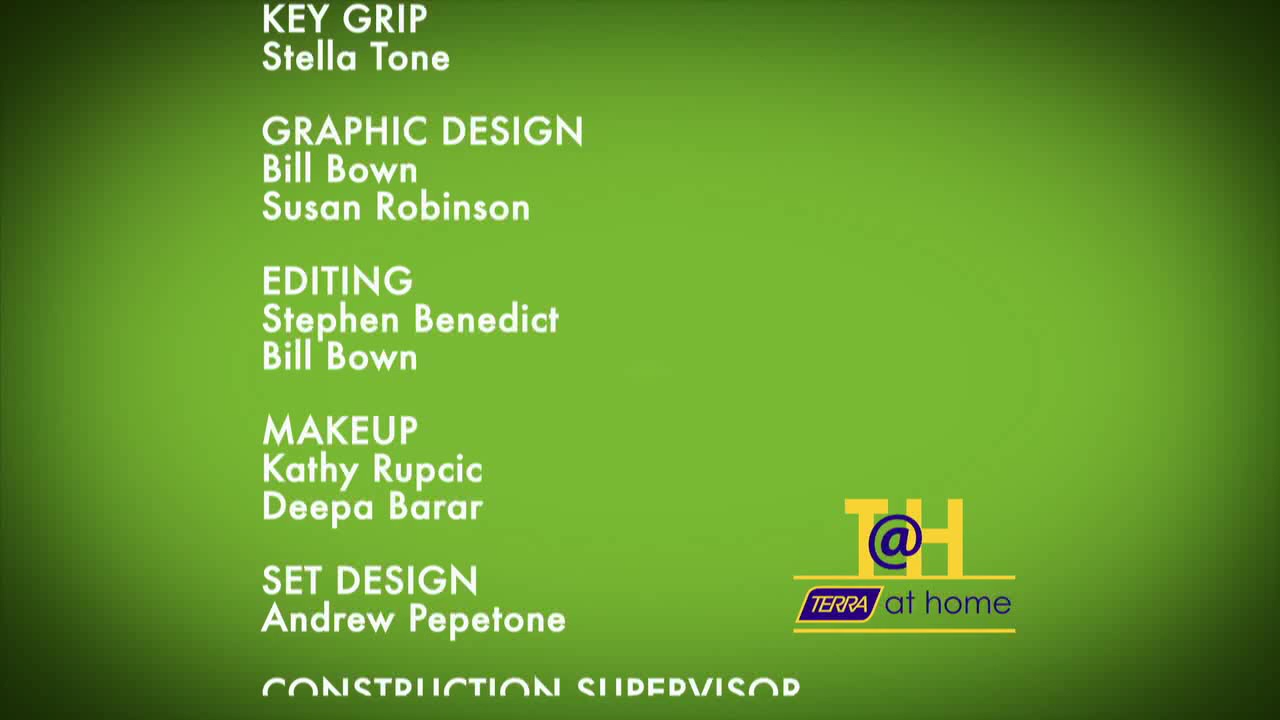 KEY GRIP
Stella Tone
GRAPHIC DESIGN
Bill Bown
Susan Robinson
EDITING
Stephen Benedict
Bill Bown
MAKEUP
Kathy Rupcic
Deepa Barar
SET DESIGN
Andrew Pepetone
CONSTRUCTION SUPERVISOR
T@H
TERRA at home